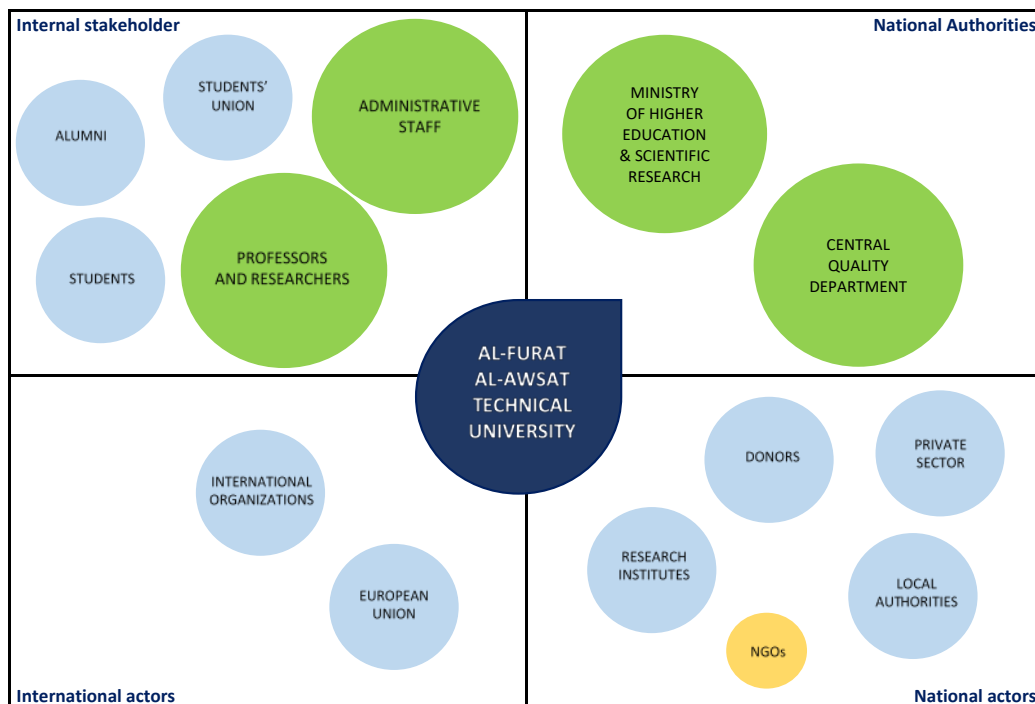 Internal stakeholder
STUDENTS'
UNION
ADMINISTRATIVE
STAFF
ALUMNI
PROFESSORS
AND RESEARCHERS
STUDENTS
National Authorities
MINISTRY
OF HIGHER
EDUCATION
& SCIENTIFIC
RESEARCH
CENTRAL
QUALITY
DEPARTMENT
AL-FURAT
AL-AWSAT
TECHNICAL
UNIVERSITY
INTERNATIONAL
ORGANIZATIONS
EUROPEAN
UNION
International actors
DONORS
PRIVATE
SECTOR
RESEARCH
INSTITUTES
LOCAL
AUTHORITIES
NGOs
National actors